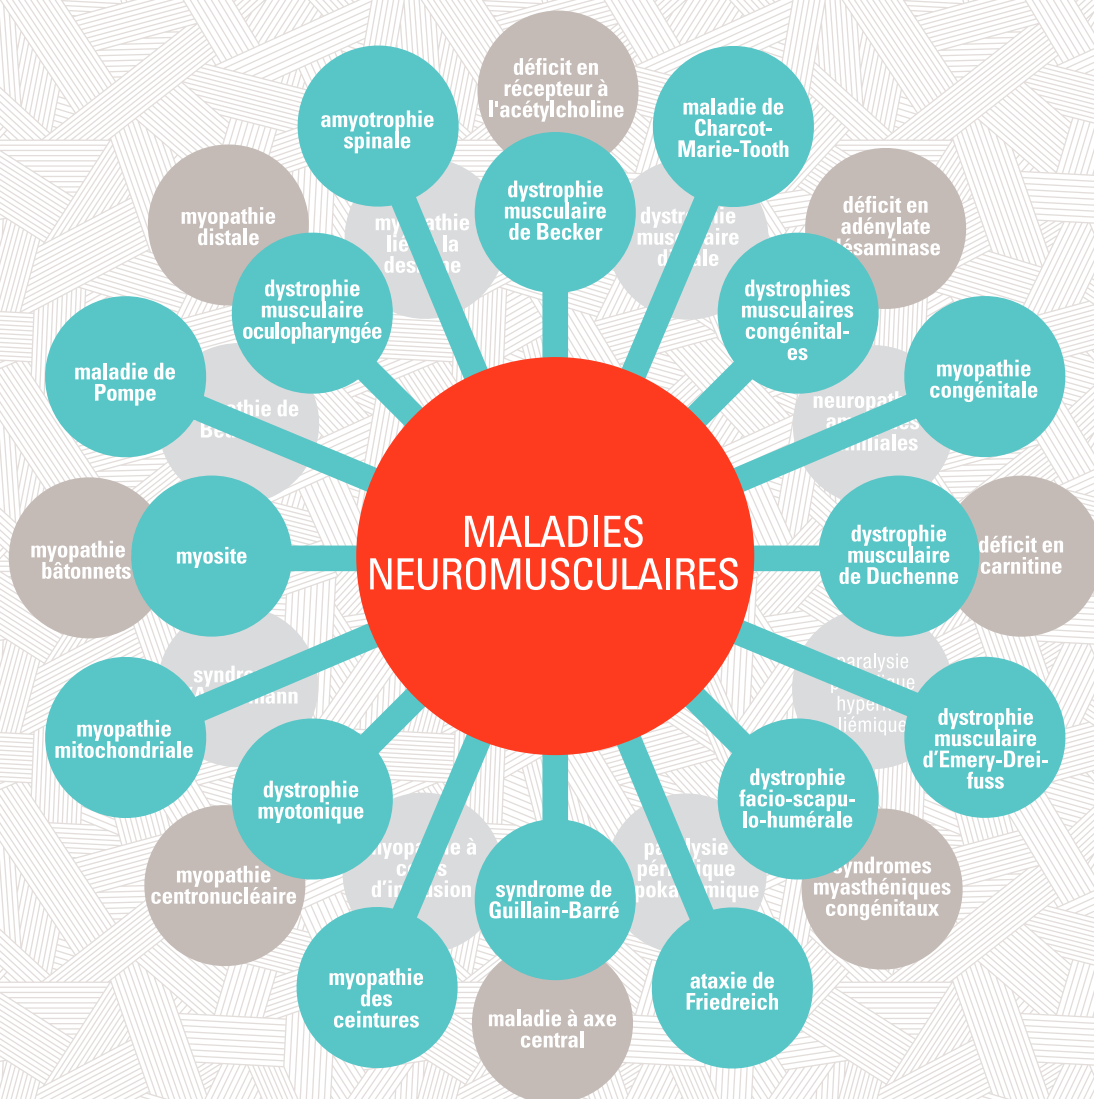 déficit en
récepteur à
l'acétylcholine
amyotrophie
spinale
maladie de
Charcot-
Marie-Tooth
dystrophie
musculaire
de Becker
myopathie
distale
déficit en
adénylate
désaminase
dystrophie
musculaire
oculopharyngée
dystrophies
musculaires
congénital-
es
maladie de
Pompe
myopathie
congénitale
MALADIES
NEUROMUSCULAIRES
myopathie
bâtonnets
myosite
dystrophie
musculaire
de Duchenne
déficit en
carnitine
paralysie
myopathie
mitochondriale
dystrophie
musculaire
d'Emery-Drei-
fuss
dystrophie
myotonique
dystrophie
facio-scapu-
lo-humérale
myopathie
centronucléaire
syndrome de
Guillain-Barré
syndromes
myasthéniques
congénitaux
myopathie
des
ceintures
ataxie de
Friedreich
maladie à axe
central